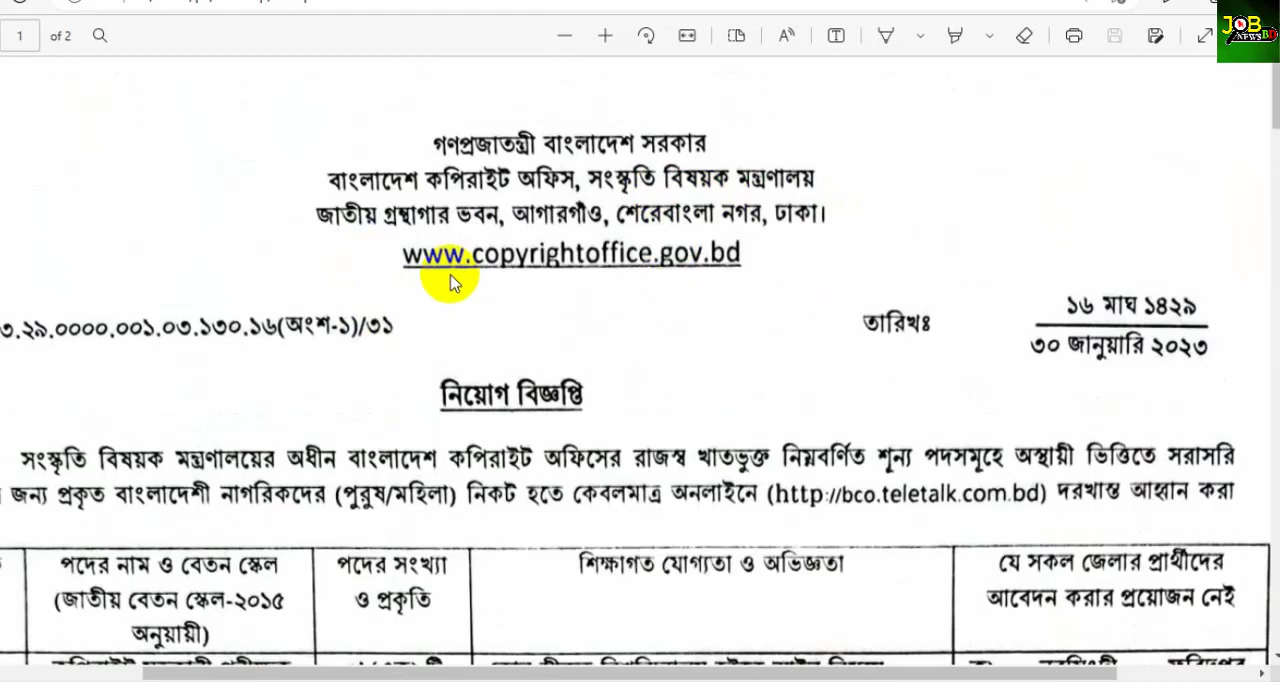 1 of 2
JOB
NEWS BD
গণপ্রজাতন্ত্রী বাংলাদেশ সরকার
বাংলাদেশ কপিরাইট অফিস, সংস্কৃতি বিষয়ক মন্ত্রণালয়
জাতীয় গ্রন্থাগার ভবন, আগারগাঁও, শেরেবাংলা নগর, ঢাকা।
www.copyrightoffice.gov.bd
৩.২৯.০০০০.০০১.০৩.১৩০.১৬(অংশ-১)/৩১
তারিখঃ
১৬ মাঘ ১৪২৯
৩০ জানুয়ারি ২০২৩
নিয়োগ বিজ্ঞপ্তি
সংস্কৃতি বিষয়ক মন্ত্রণালয়ের অধীন বাংলাদেশ কপিরাইট অফিসের রাজস্ব খাতভুক্ত নিম্নবর্ণিত শূন্য পদসমূহে অস্থায়ী ভিত্তিতে সরাসরি
জন্য প্রকৃত বাংলাদেশী নাগরিকদের (পুরুষ/মহিলা) নিকট হতে কেবলমাত্র অনলাইনে (http://bco.teletalk.com.bd) দরখাস্ত আহ্বান করা
পদের নাম ও বেতন স্কেল
(জাতীয় বেতন স্কেল-২০১৫
অনুয়ায়ী)
পদের সংখ্যা
ও প্রকৃতি
শিক্ষাগত যোগ্যতা ও অভিজ্ঞতা
যে সকল জেলার প্রার্থীদের
আবেদন করার প্রয়োজন নেই